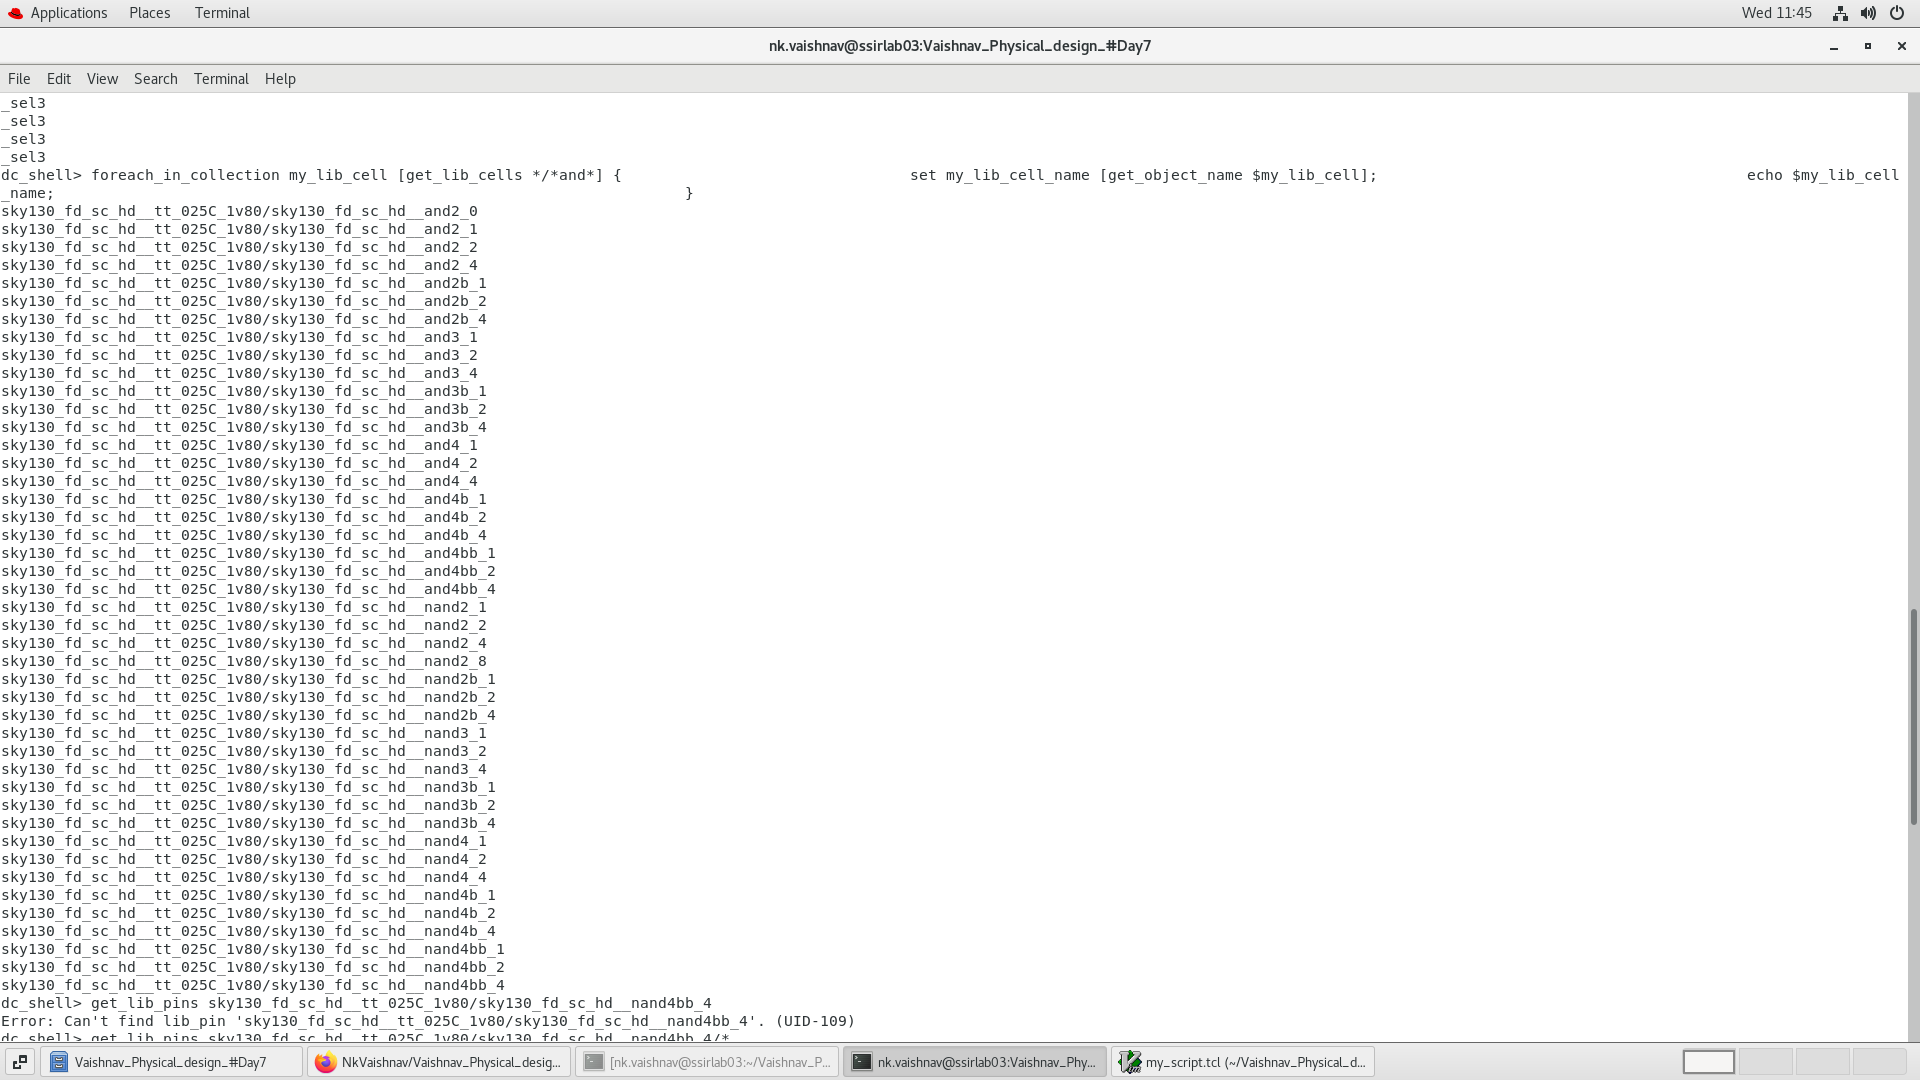 Applications Places Terminal Wed 11:45
nk.vaishnav@ssirlab03:Vaishnav_Physical_design_#Day7
File Edit View Search Terminal Help
_sel3
_sel3
_sel3
_sel3
dc_shell> foreach_in_collection my_lib_cell [get_lib_cells */*and*] { set my_lib_cell_name [get_object_name $my_lib_cell]; echo $my_lib_cell
_name; }
sky130_fd_sc_hd__tt_025C_1v80/sky130_fd_sc_hd__and2_0
sky130_fd_sc_hd__tt_025C_1v80/sky130_fd_sc_hd__and2_1
sky130_fd_sc_hd__tt_025C_1v80/sky130_fd_sc_hd__and2_2
sky130_fd_sc_hd__tt_025C_1v80/sky130_fd_sc_hd__and2_4
sky130_fd_sc_hd__tt_025C_1v80/sky130_fd_sc_hd__and2b_1
sky130_fd_sc_hd__tt_025C_1v80/sky130_fd_sc_hd__and2b_2
sky130_fd_sc_hd__tt_025C_1v80/sky130_fd_sc_hd__and2b_4
sky130_fd_sc_hd__tt_025C_1v80/sky130_fd_sc_hd__and3_1
sky130_fd_sc_hd__tt_025C_1v80/sky130_fd_sc_hd__and3_2
sky130_fd_sc_hd__tt_025C_1v80/sky130_fd_sc_hd__and3_4
sky130_fd_sc_hd__tt_025C_1v80/sky130_fd_sc_hd__and3b_1
sky130_fd_sc_hd__tt_025C_1v80/sky130_fd_sc_hd__and3b_2
sky130_fd_sc_hd__tt_025C_1v80/sky130_fd_sc_hd__and3b_4
sky130_fd_sc_hd__tt_025C_1v80/sky130_fd_sc_hd__and4_1
sky130_fd_sc_hd__tt_025C_1v80/sky130_fd_sc_hd__and4_2
sky130_fd_sc_hd__tt_025C_1v80/sky130_fd_sc_hd__and4_4
sky130_fd_sc_hd__tt_025C_1v80/sky130_fd_sc_hd__and4b_1
sky130_fd_sc_hd__tt_025C_1v80/sky130_fd_sc_hd__and4b_2
sky130_fd_sc_hd__tt_025C_1v80/sky130_fd_sc_hd__and4b_4
sky130_fd_sc_hd__tt_025C_1v80/sky130_fd_sc_hd__and4bb_1
sky130_fd_sc_hd__tt_025C_1v80/sky130_fd_sc_hd__and4bb_2
sky130_fd_sc_hd__tt_025C_1v80/sky130_fd_sc_hd__and4bb_4
sky130_fd_sc_hd__tt_025C_1v80/sky130_fd_sc_hd__nand2_1
sky130_fd_sc_hd__tt_025C_1v80/sky130_fd_sc_hd__nand2_2
sky130_fd_sc_hd__tt_025C_1v80/sky130_fd_sc_hd__nand2_4
sky130_fd_sc_hd__tt_025C_1v80/sky130_fd_sc_hd__nand2_8
sky130_fd_sc_hd__tt_025C_1v80/sky130_fd_sc_hd__nand2b_1
sky130_fd_sc_hd__tt_025C_1v80/sky130_fd_sc_hd__nand2b_2
sky130_fd_sc_hd__tt_025C_1v80/sky130_fd_sc_hd__nand2b_4
sky130_fd_sc_hd__tt_025C_1v80/sky130_fd_sc_hd__nand3_1
sky130_fd_sc_hd__tt_025C_1v80/sky130_fd_sc_hd__nand3_2
sky130_fd_sc_hd__tt_025C_1v80/sky130_fd_sc_hd__nand3_4
sky130_fd_sc_hd__tt_025C_1v80/sky130_fd_sc_hd__nand3b_1
sky130_fd_sc_hd__tt_025C_1v80/sky130_fd_sc_hd__nand3b_2
sky130_fd_sc_hd__tt_025C_1v80/sky130_fd_sc_hd__nand3b_4
sky130_fd_sc_hd__tt_025C_1v80/sky130_fd_sc_hd__nand4_1
sky130_fd_sc_hd__tt_025C_1v80/sky130_fd_sc_hd__nand4_2
sky130_fd_sc_hd__tt_025C_1v80/sky130_fd_sc_hd__nand4_4
sky130_fd_sc_hd__tt_025C_1v80/sky130_fd_sc_hd__nand4b_1
sky130_fd_sc_hd__tt_025C_1v80/sky130_fd_sc_hd__nand4b_2
sky130_fd_sc_hd__tt_025C_1v80/sky130_fd_sc_hd__nand4b_4
sky130_fd_sc_hd__tt_025C_1v80/sky130_fd_sc_hd__nand4bb_1
sky130_fd_sc_hd__tt_025C_1v80/sky130_fd_sc_hd__nand4bb_2
sky130_fd_sc_hd__tt_025C_1v80/sky130_fd_sc_hd__nand4bb_4
dc_shell> get_lib_pins sky130_fd_sc_hd__tt_025C_1v80/sky130_fd_sc_hd__nand4bb_4
Error: Can't find lib_pin 'sky130_fd_sc_hd__tt_025C_1v80/sky130_fd_sc_hd__nand4bb_4'. (UID-109)
dc_shell> get_lib_pins sky130_fd_sc_hd__tt_025C_1v80/sky130_fd_sc_hd__nand4bb_4/*
Vaishnav_Physical_design_#Day7 NkVaishnav/Vaishnav_Physical_desig... [nk.vaishnav@ssirlab03:~/Vaishnav_P... nk.vaishnav@ssirlab03:Vaishnav_Phy... my_script.tcl (~/Vaishnav_Physical_d...